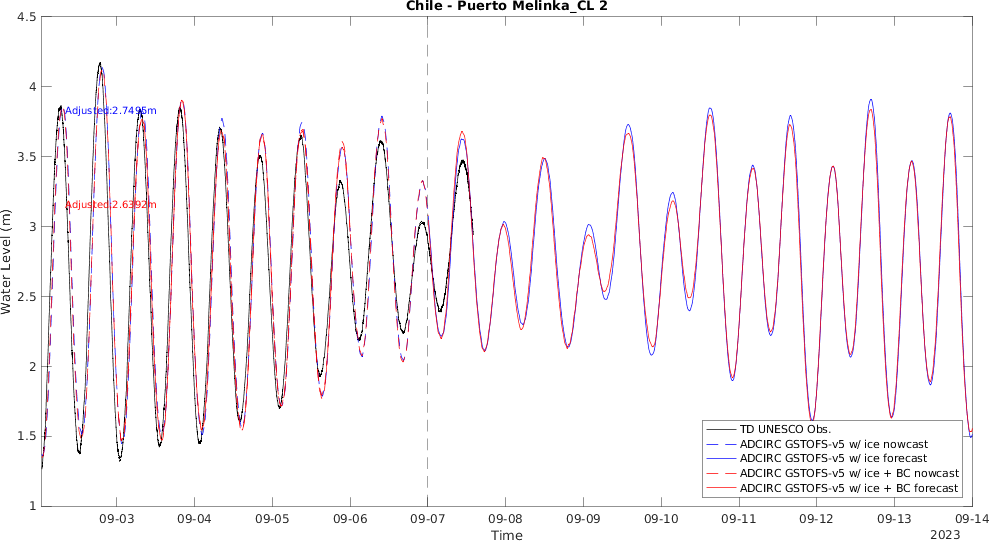 Chile - Puerto Melinka_CL 2
Water Level (m)
4.5
4
3.5
3
2.5
2
1.5
1
Adjusted:2.7495m
Adjusted:2.6392m
TD UNESCO Obs.
ADCIRC GSTOFS-v5 w/ ice nowcast
ADCIRC GSTOFS-v5 w/ ice forecast
ADCIRC GSTOFS-v5 w/ ice + BC nowcast
ADCIRC GSTOFS-v5 w/ ice + BC forecast
09-03 09-04 09-05 09-06 09-07 09-08 09-09 09-10 09-11 09-12 09-13 09-14
Time
2023